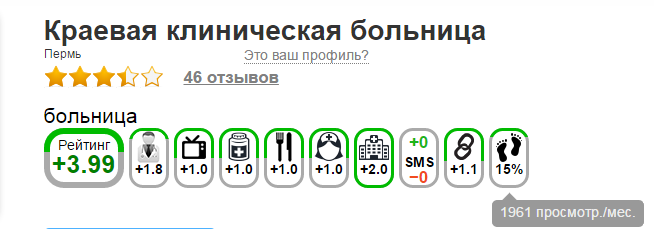 Краевая клиническая больница
Пермь
Это ваш профиль?
46 отзывов
больница
Рейтинг
+3.99
+1.8
+1.0
+1.0
+1.0
+1.0
+2.0
+0
SMS
−0
+1.1
15%
1961 просмотр./мес.